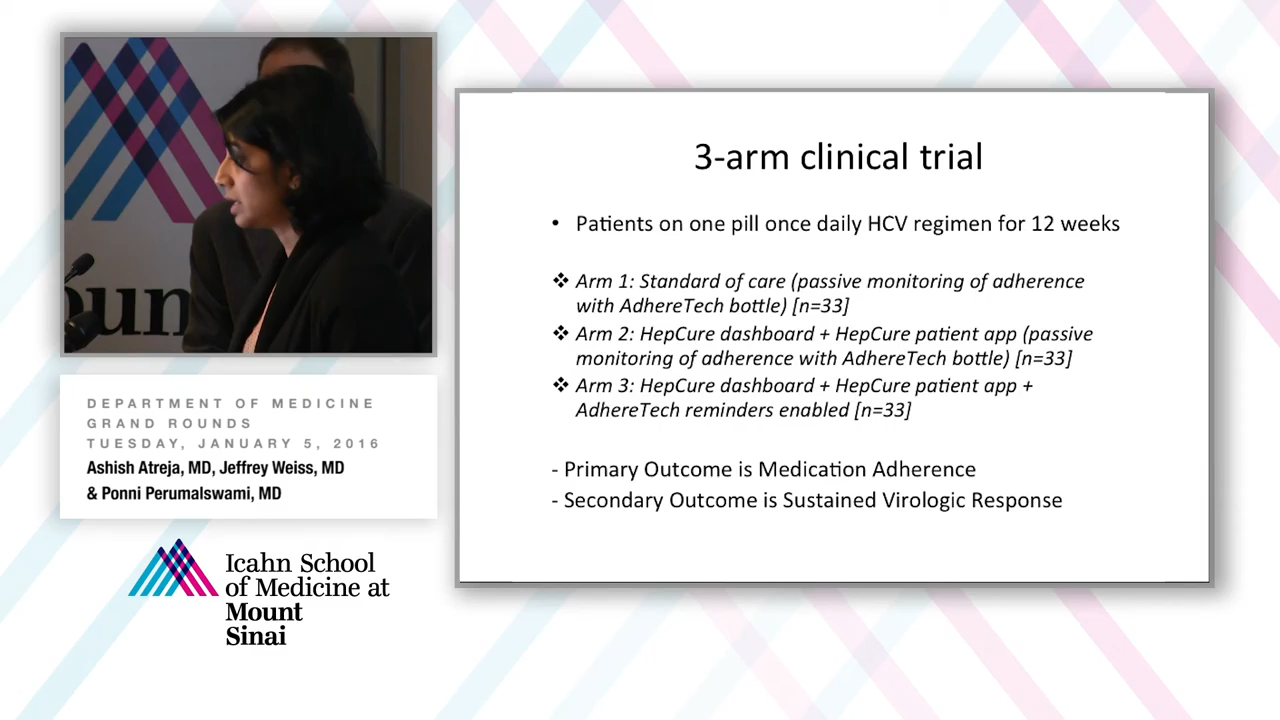 oun
DEPARTMENT OF MEDICINE
GRAND ROUNDS
TUESDAY, JANUARY 5, 2016
Ashish Atreja, MD, Jeffrey Weiss, MD
& Ponni Perumalswami, MD
Icahn School
of Medicine at
Mount
Sinai
3-arm clinical trial
• Patients on one pill once daily HCV regimen for 12 weeks
❖ Arm 1: Standard of care (passive monitoring of adherence
with AdhereTech bottle) [n=33]
❖ Arm 2: HepCure dashboard + HepCure patient app (passive
monitoring of adherence with AdhereTech bottle) [n=33]
❖ Arm 3: HepCure dashboard + HepCure patient app +
AdhereTech reminders enabled [n=33]
- Primary Outcome is Medication Adherence
- Secondary Outcome is Sustained Virologic Response